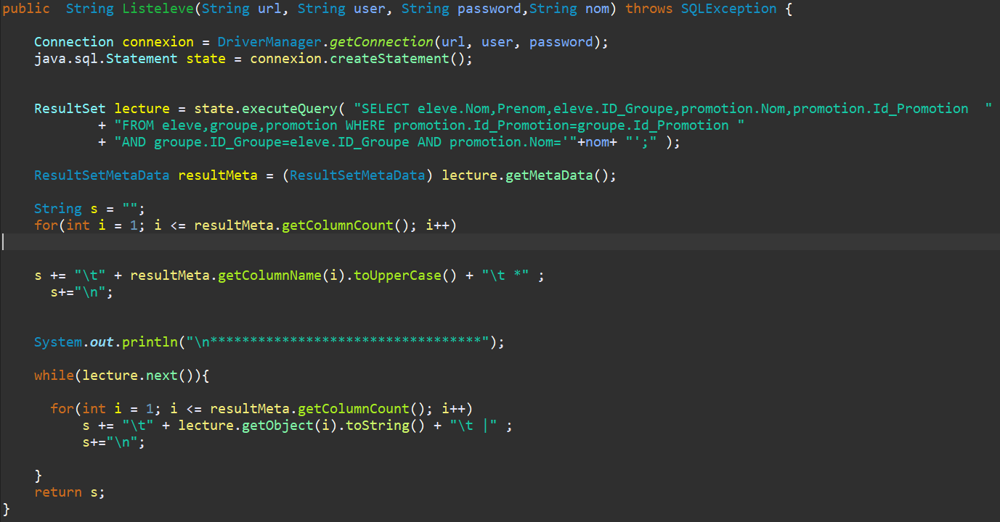 public  String Listeleve(String url, String user, String password,String nom) throws SQLException {
Connection connexion = DriverManager.getConnection(url, user, password);
java.sql.Statement state = connexion.createStatement();
ResultSet lecture = state.executeQuery( "SELECT eleve.Nom,Prenom,eleve.ID_Groupe,promotion.Nom,promotion.Id_Promotion  "
+ "FROM eleve,groupe,promotion WHERE promotion.Id_Promotion=groupe.Id_Promotion "
+ "AND groupe.ID_Groupe=eleve.ID_Groupe AND promotion.Nom='"+nom+ "';" );
ResultSetMetaData resultMeta = (ResultSetMetaData) lecture.getMetaData();
String s = "";
for(int i = 1; i <= resultMeta.getColumnCount(); i++)
s += "\t" + resultMeta.getColumnName(i).toUpperCase() + "\t *" ;
s+="\n";
System.out.println("\n**********************************");
while(lecture.next()){
for(int i = 1; i <= resultMeta.getColumnCount(); i++)
s += "\t" + lecture.getObject(i).toString() + "\t |" ;
s+="\n";
}
return s;
}